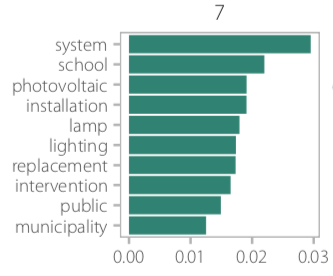 7
system
school
photovoltaic
installation
lamp
lighting
replacement
intervention
public
municipality
0.00 0.01 0.02 0.03